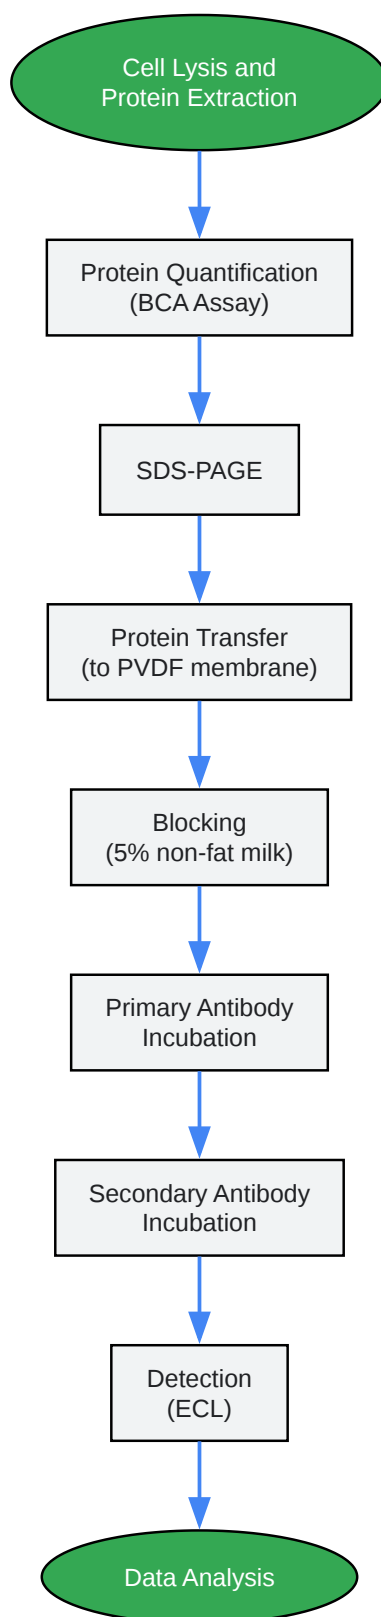 Cell Lysis and
Protein Extraction
Protein Quantification
(BCA Assay)
SDS-PAGE
Protein Transfer
(to PVDF membrane)
Blocking
(5% non-fat milk)
Primary Antibody
Incubation
Secondary Antibody
Incubation
Detection
(ECL)
Data Analysis